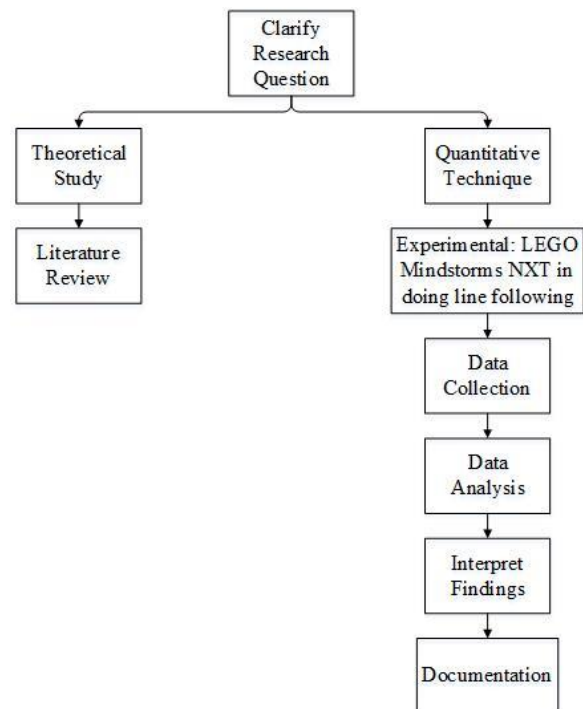 Clarify
Research
Question
Theoretical
Study
Quantitative
Technique
Literature
Review
Experimental: LEGO
Mindstorms NXT in
doing line following
Data
Collection
Data
Analysis
Interpret
Findings
Documentation